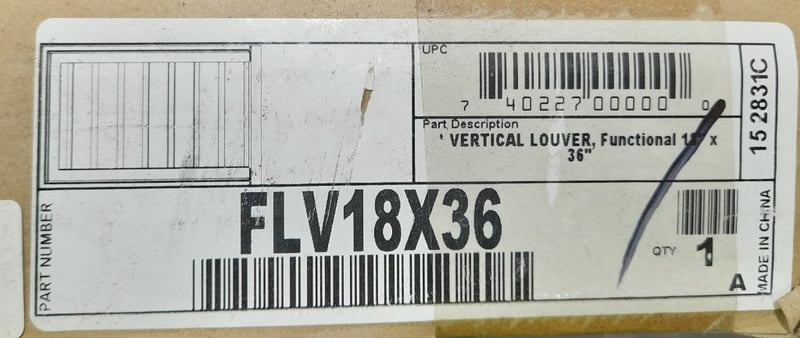 UPC
7 40227 00000 0
Part Description
* VERTICAL LOUVER, Functional 18" x
36"
15 2831C
PART NUMBER
FLV18X36
QTY 1
A
MADE IN CHINA